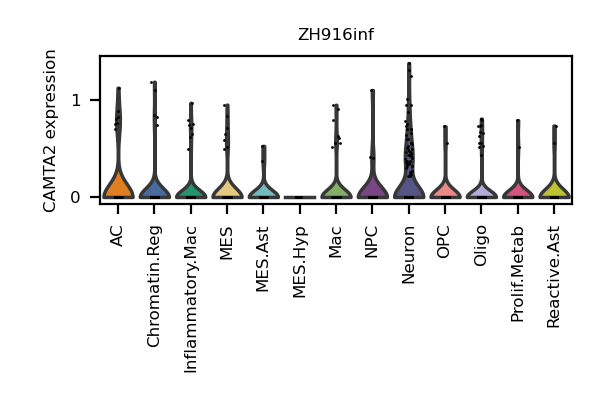 ZH916inf
CAMTA2 expression
1
0
AC
Chromatin.Reg
Inflammatory.Mac
MES
MES.Ast
MES.Hyp
Mac
NPC
Neuron
OPC
Oligo
Prolif.Metab
Reactive.Ast